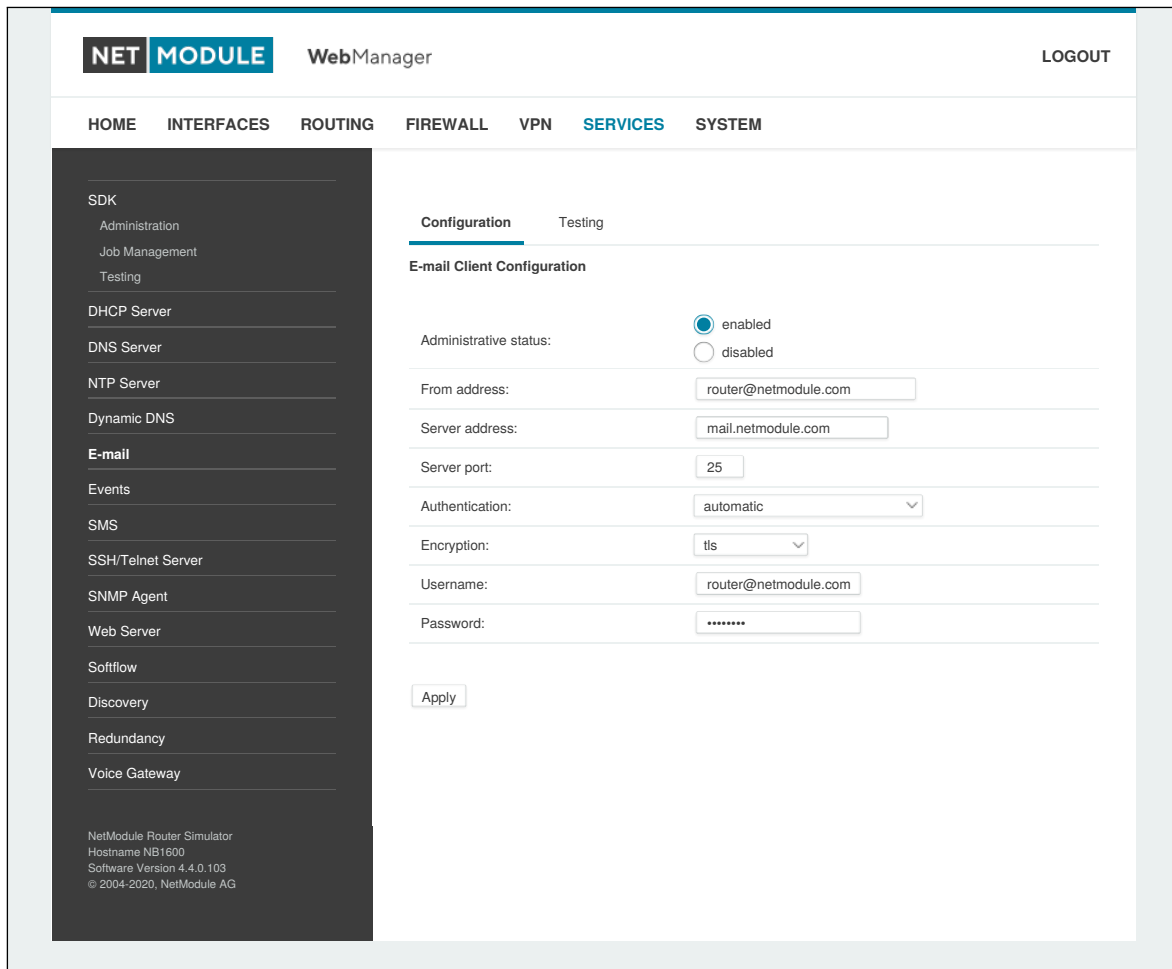 NET MODULE WebManager LOGOUT
HOME INTERFACES ROUTING FIREWALL VPN SERVICES SYSTEM
SDK
Administration
Job Management
Testing
DHCP Server
DNS Server
NTP Server
Dynamic DNS
E-mail
Events
SMS
SSH/Telnet Server
SNMP Agent
Web Server
Softflow
Discovery
Redundancy
Voice Gateway
NetModule Router Simulator
Hostname NB1600
Software Version 4.4.0.103
© 2004-2020, NetModule AG
Configuration Testing
E-mail Client Configuration
Administrative status: enabled
disabled
From address: router@netmodule.com
Server address: mail.netmodule.com
Server port: 25
Authentication: automatic
Encryption: tls
Username: router@netmodule.com
Password: ••••••••
Apply